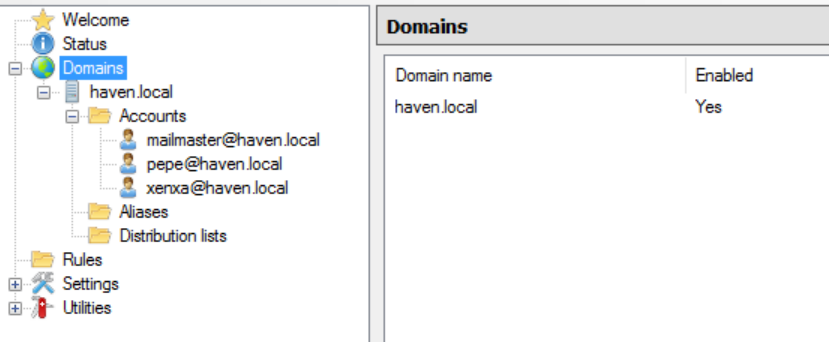 Welcome
Status
Domains
haven.local
Accounts
mailmaster@haven.local
pepe@haven.local
xenxa@haven.local
Aliases
Distribution lists
Rules
Settings
Utilities
Domains
Domain name Enabled
haven.local Yes